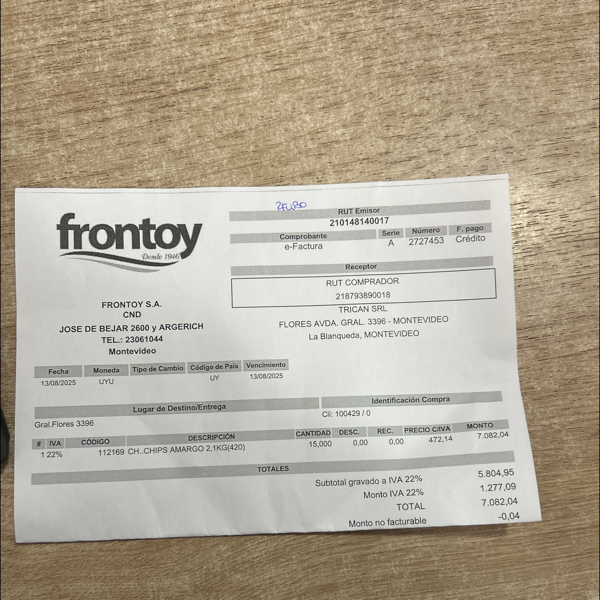 RUT Emisor
210148140017
frontoy
Desde 1946
Comprobante Serie Número F. pago
e-Factura A 2727453 Crédito
Receptor
RUT COMPRADOR
218793890018
TRICAN SRL
FLORES AVDA. GRAL. 3396 - MONTEVIDEO
La Blanqueda, MONTEVIDEO
FRONTOY S.A.
CND
JOSE DE BEJAR 2600 y ARGERICH
TEL.: 23061044
Montevideo
Fecha Moneda Tipo de Cambio Código de País Vencimiento
13/08/2025 UYU UY 13/08/2025
Lugar de Destino/Entrega Identificación Compra
Gral.Flores 3396 Cli: 100429 / 0
# IVA CÓDIGO DESCRIPCIÓN CANTIDAD DESC. REC. PRECIO C/IVA MONTO
1 22% 112169 CH..CHIPS AMARGO 2,1KG(420) 15,000 0,00 0,00 472,14 7.082,04
TOTALES
Subtotal gravado a IVA 22% 5.804,95
Monto IVA 22% 1.277,09
TOTAL 7.082,04
Monto no facturable -0,04